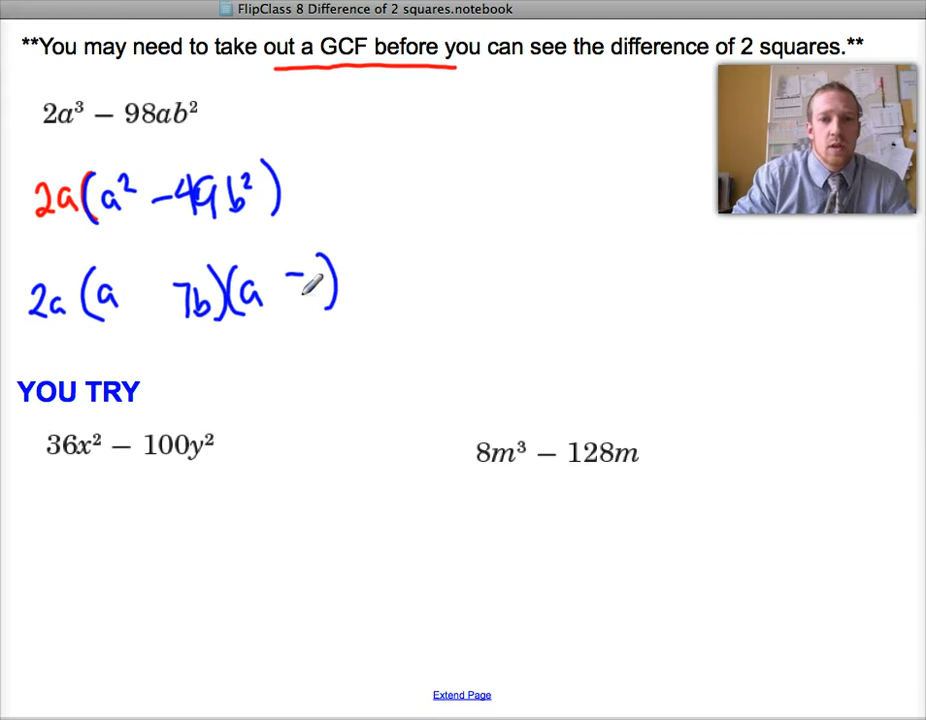 FlipClass 8 Difference of 2 squares.notebook
**You may need to take out a GCF before you can see the difference of 2 squares.**
2a³ − 98ab²
2a(a² −49b²)
2a (a 7b)(a )
YOU TRY
36x² − 100y²
8m³ − 128m
Extend Page